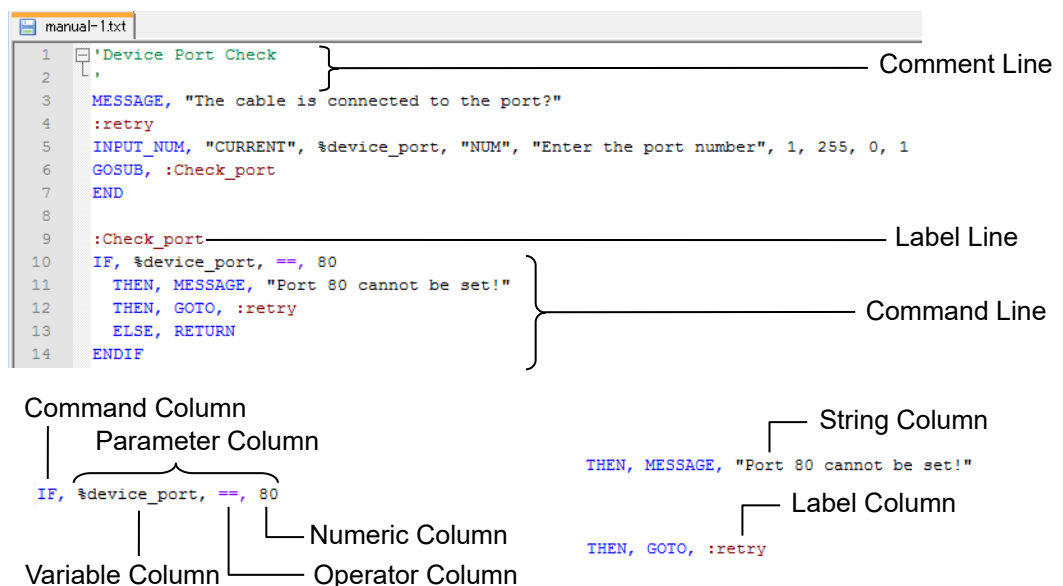 manual-1.txt
1 'Device Port Check
Comment Line
2 '
3 MESSAGE, "The cable is connected to the port?"
4 :retry
5 INPUT_NUM, "CURRENT", %device_port, "NUM", "Enter the port number", 1, 255, 0, 1
6 GOSUB, :Check_port
7 END
8
9 :Check_port
Label Line
10 IF, %device_port, ==, 80
11 THEN, MESSAGE, "Port 80 cannot be set!"
12 THEN, GOTO, :retry
Command Line
13 ELSE, RETURN
14 ENDIF
Command Column
Parameter Column
IF, %device_port, ==, 80
Numeric Column
Variable Column
Operator Column
String Column
THEN, MESSAGE, "Port 80 cannot be set!"
Label Column
THEN, GOTO, :retry